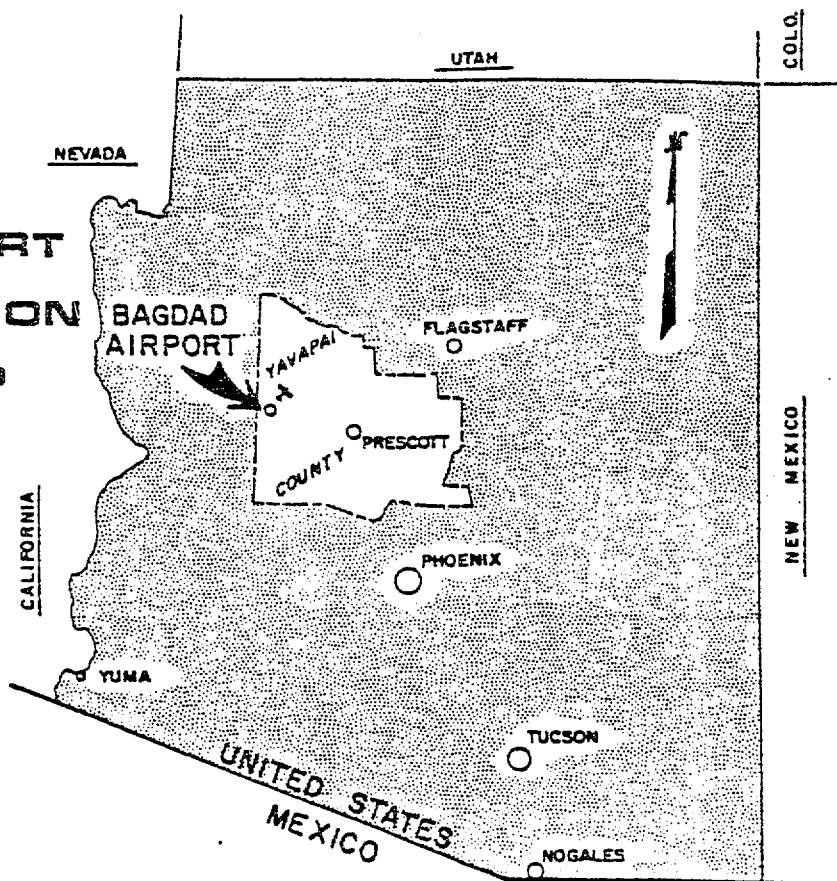 UTAH
COLO.
NEVADA
RT
ON
BAGDAD
AIRPORT
FLAGSTAFF
YAVAPAI
PRESCOTT
COUNTY
NEW MEXICO
CALIFORNIA
PHOENIX
YUMA
TUCSON
UNITED STATES
MEXICO
NOGALES